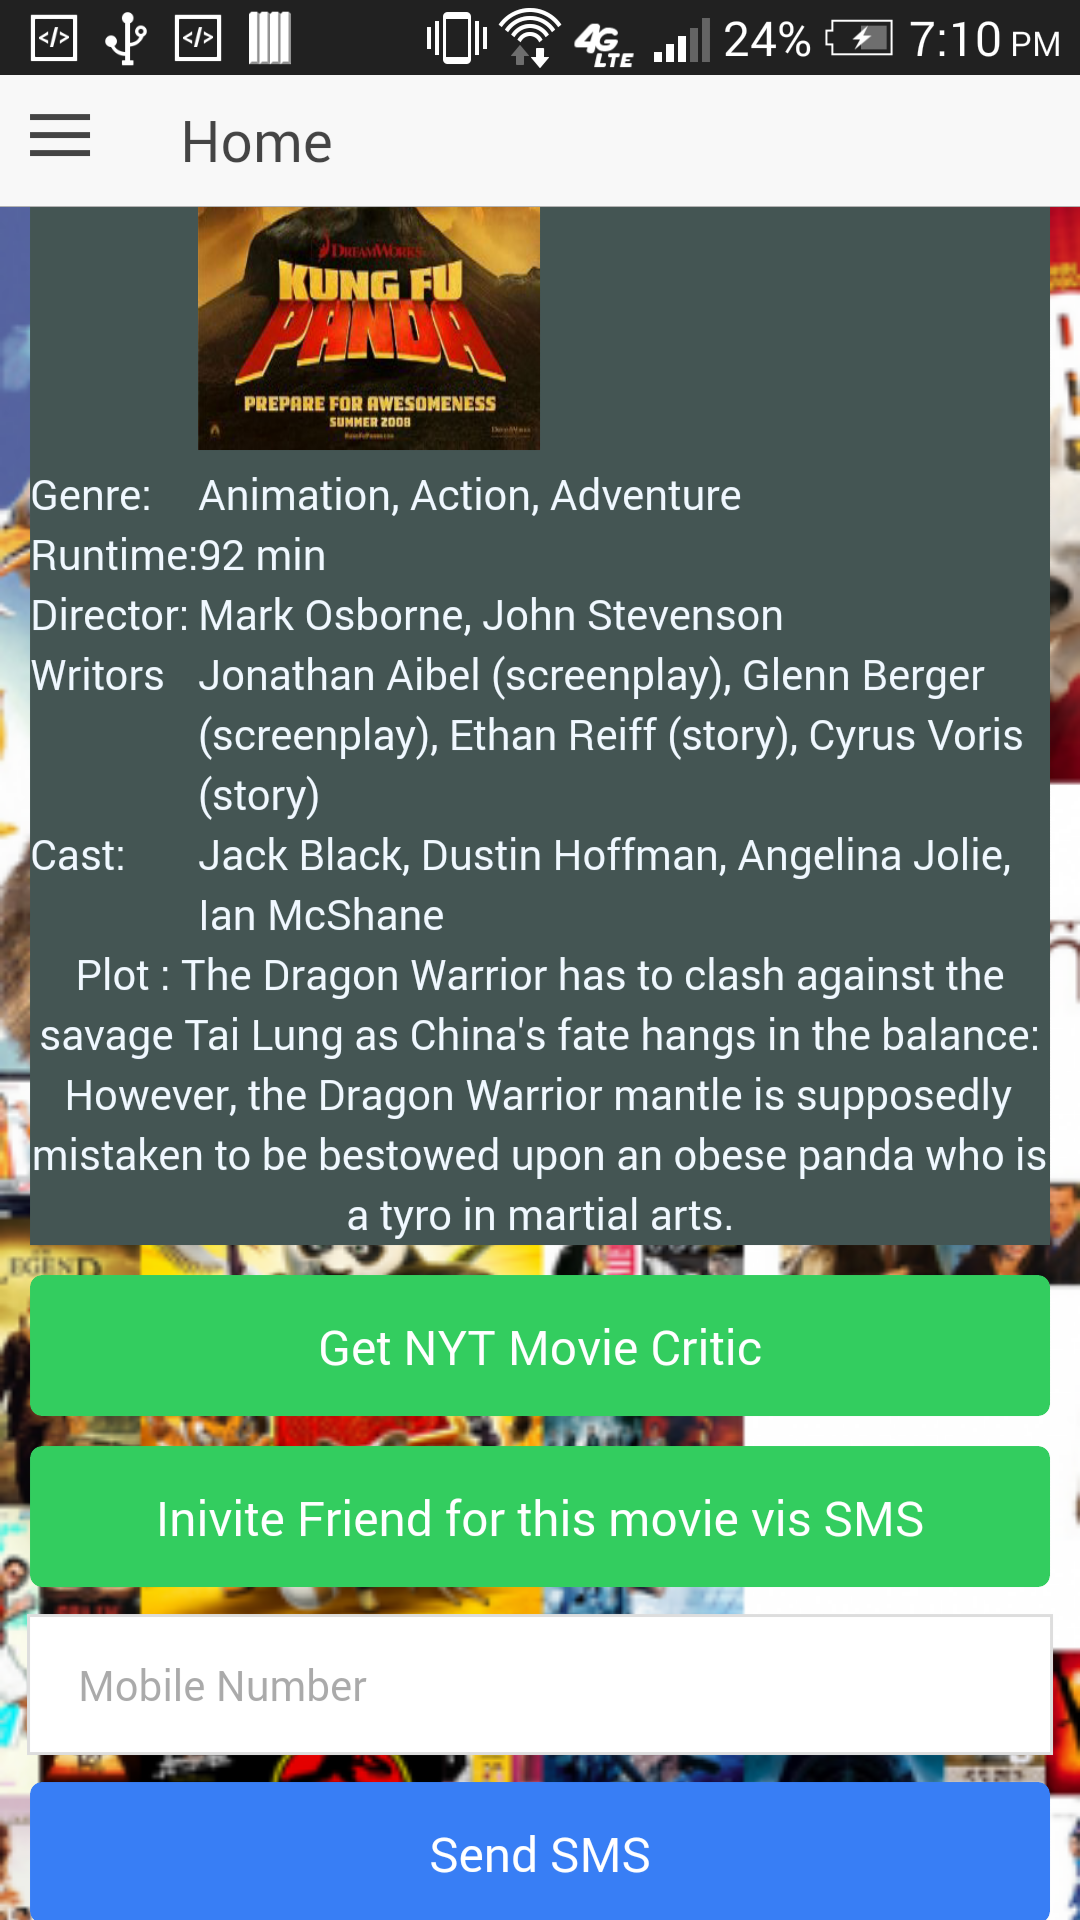 4G LTE 24% 7:10 PM
Home
DREAMWORKS
KUNG FU
PANDA
PREPARE FOR AWESOMENESS
SUMMER 2008
Genre: Animation, Action, Adventure
Runtime:92 min
Director: Mark Osborne, John Stevenson
Writors Jonathan Aibel (screenplay), Glenn Berger
(screenplay), Ethan Reiff (story), Cyrus Voris
(story)
Cast: Jack Black, Dustin Hoffman, Angelina Jolie,
Ian McShane
Plot : The Dragon Warrior has to clash against the
savage Tai Lung as China's fate hangs in the balance:
However, the Dragon Warrior mantle is supposedly
mistaken to be bestowed upon an obese panda who is
a tyro in martial arts.
Get NYT Movie Critic
Inivite Friend for this movie vis SMS
Mobile Number
Send SMS